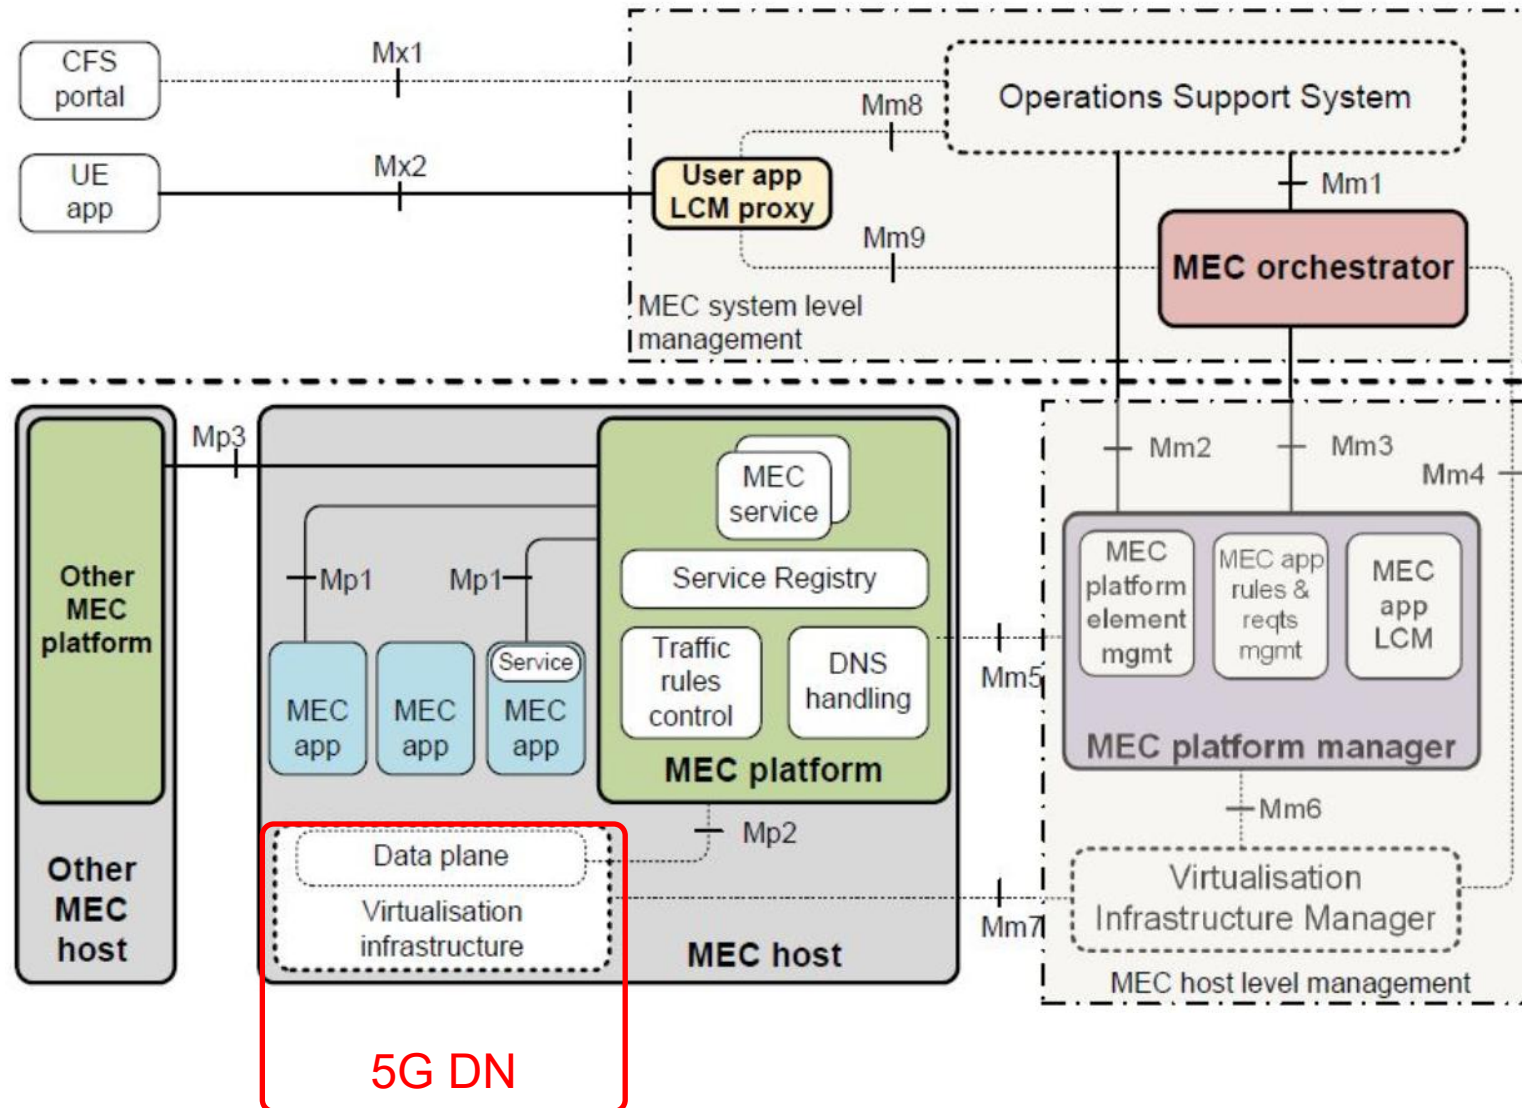 CFS
portal
Mx1
Operations Support System
Mm8
UE
app
Mx2
User app
LCM proxy
Mm1
Mm9
MEC orchestrator
MEC system level
management
Mp3
Mm2
Mm3
Mm4
Other
MEC
platform
Other
MEC
host
MEC
service
Service Registry
Traffic
rules
control
DNS
handling
MEC platform
Mp1
Mp1
MEC
app
MEC
app
Service
MEC
app
Mp2
Data plane
Virtualisation
infrastructure
MEC host
Mm5
MEC
platform
element
mgmt
MEC app
rules &
reqts
mgmt
MEC
app
LCM
MEC platform manager
Mm6
Mm7
Virtualisation
Infrastructure Manager
MEC host level management
5G DN